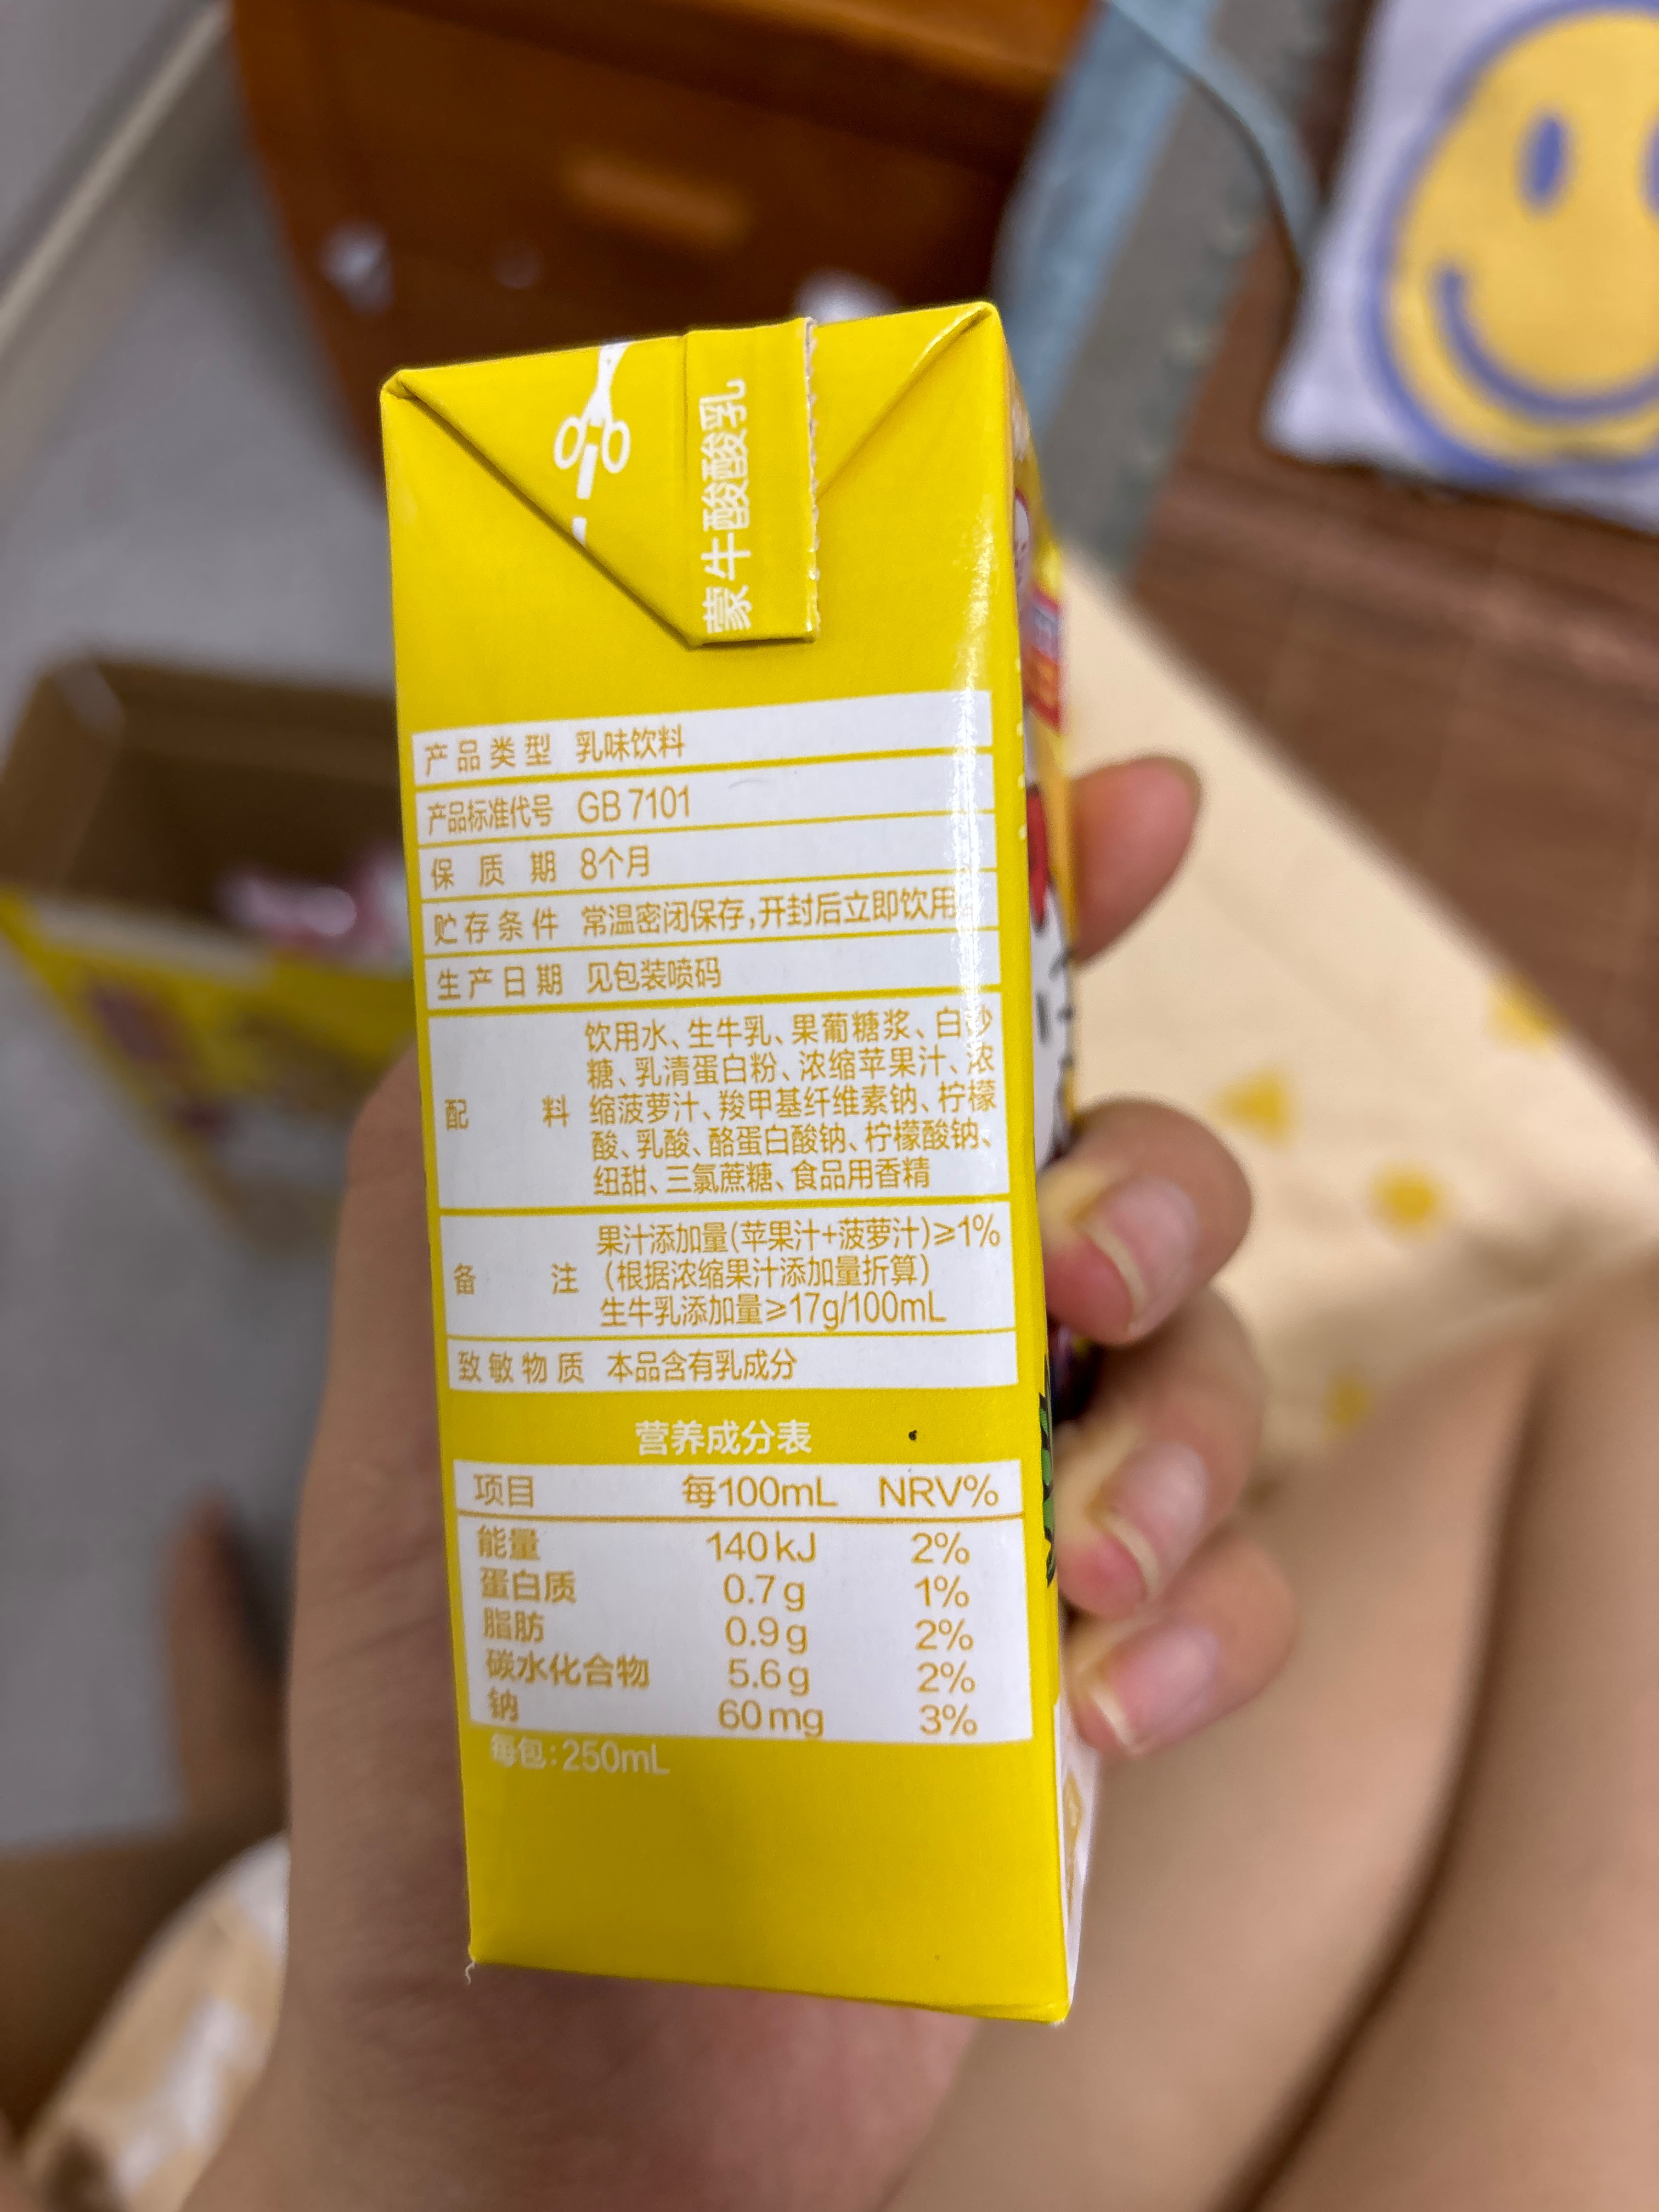 蒙牛酸酸乳
产品类型 乳味饮料
产品标准代号 GB 7101
保质期 8个月
贮存条件 常温密闭保存,开封后立即饮用
生产日期 见包装喷码
配料 饮用水、生牛乳、果葡糖浆、白砂
糖、乳清蛋白粉、浓缩苹果汁、浓
缩菠萝汁、羧甲基纤维素钠、柠檬
酸、乳酸、酪蛋白酸钠、柠檬酸钠、
纽甜、三氯蔗糖、食品用香精
备注 果汁添加量(苹果汁+菠萝汁)≥1%
(根据浓缩果汁添加量折算)
生牛乳添加量≥17g/100mL
致敏物质 本品含有乳成分
营养成分表
项目 每100mL NRV%
能量 140kJ 2%
蛋白质 0.7g 1%
脂肪 0.9g 2%
碳水化合物 5.6g 2%
钠 60mg 3%
每包:250mL